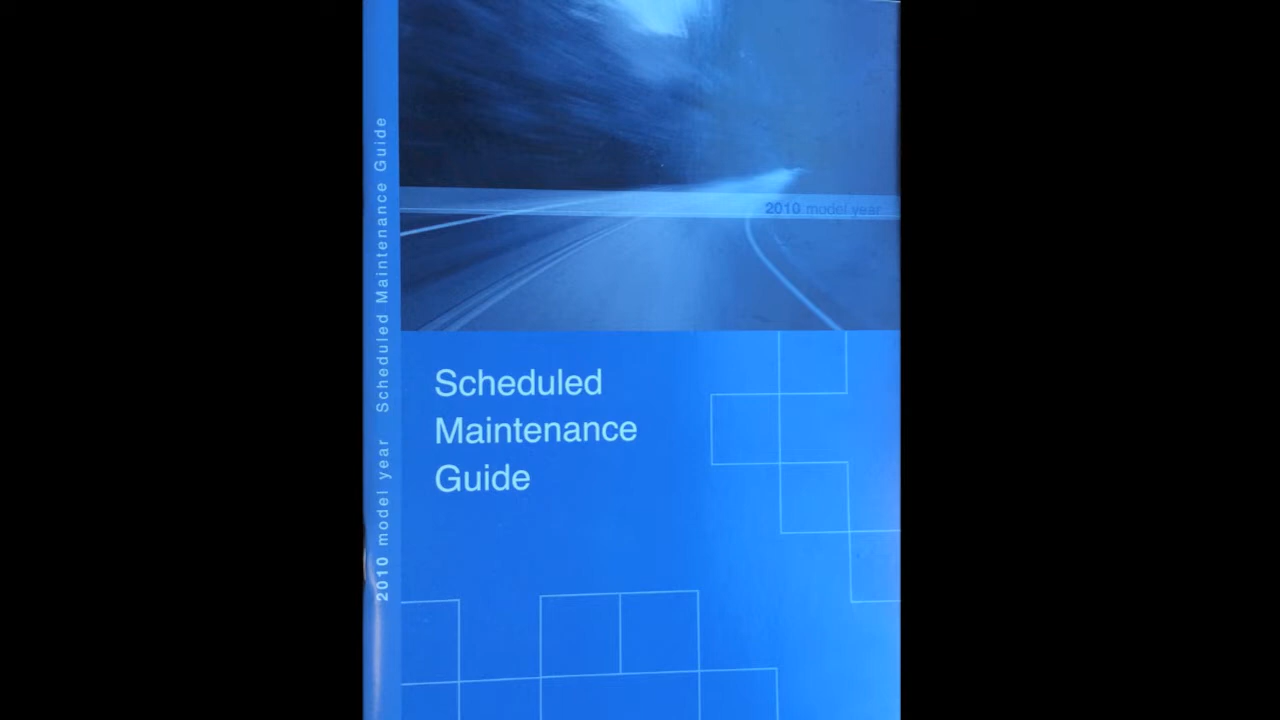 2010 model year Scheduled Maintenance Guide
2010 model year
Scheduled
Maintenance
Guide